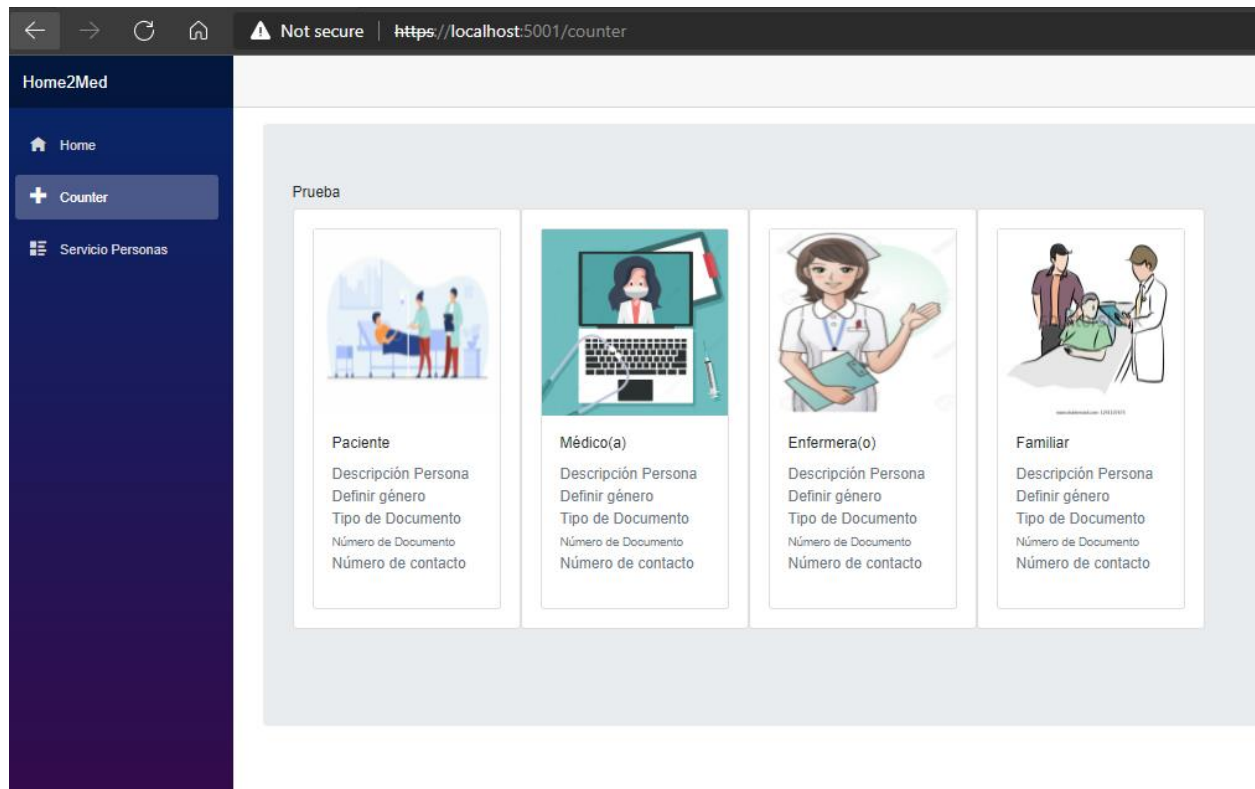 Not secure | https://localhost:5001/counter
Home2Med
Home
Counter
Servicio Personas
Prueba
Paciente
Descripción Persona
Definir género
Tipo de Documento
Número de Documento
Número de contacto
Médico(a)
Descripción Persona
Definir género
Tipo de Documento
Número de Documento
Número de contacto
Enfermera(o)
Descripción Persona
Definir género
Tipo de Documento
Número de Documento
Número de contacto
Familiar
Descripción Persona
Definir género
Tipo de Documento
Número de Documento
Número de contacto